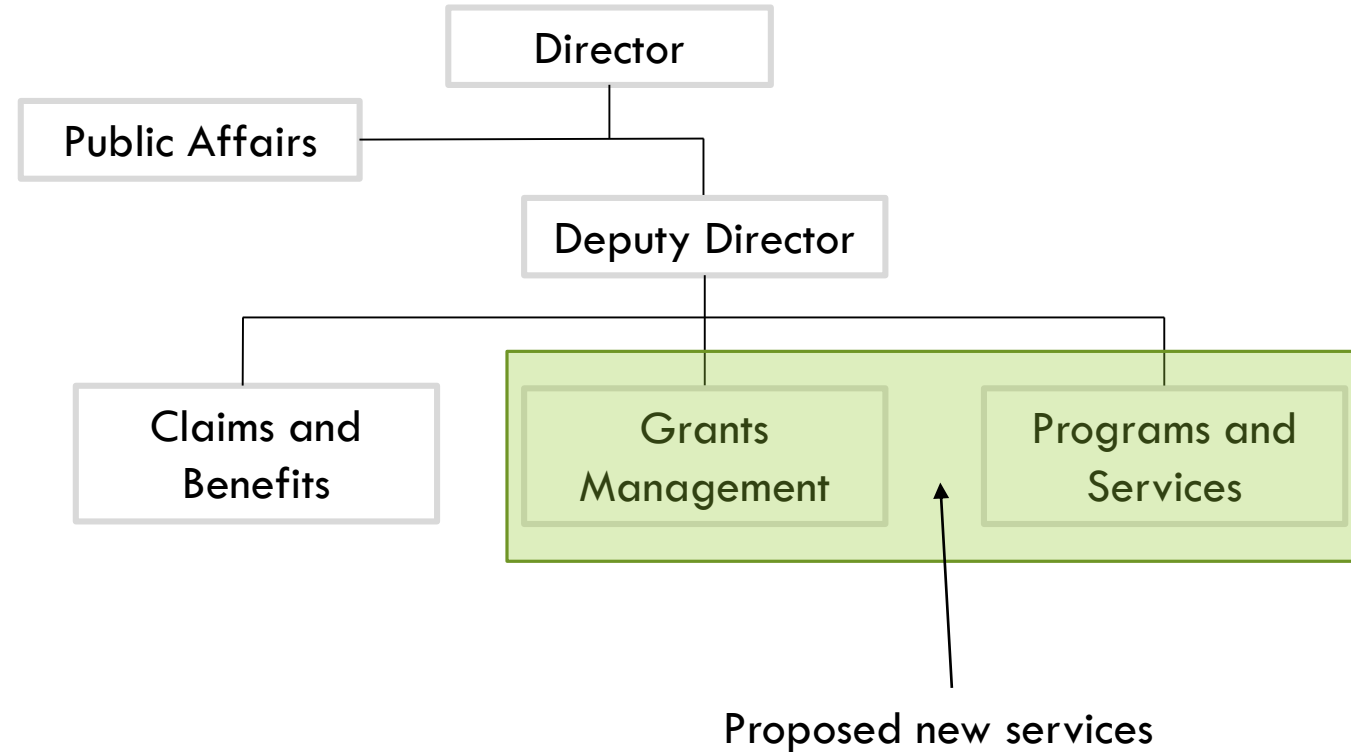 Director
Public Affairs
Deputy Director
Claims and
Benefits
Grants
Management
Programs and
Services
Proposed new services